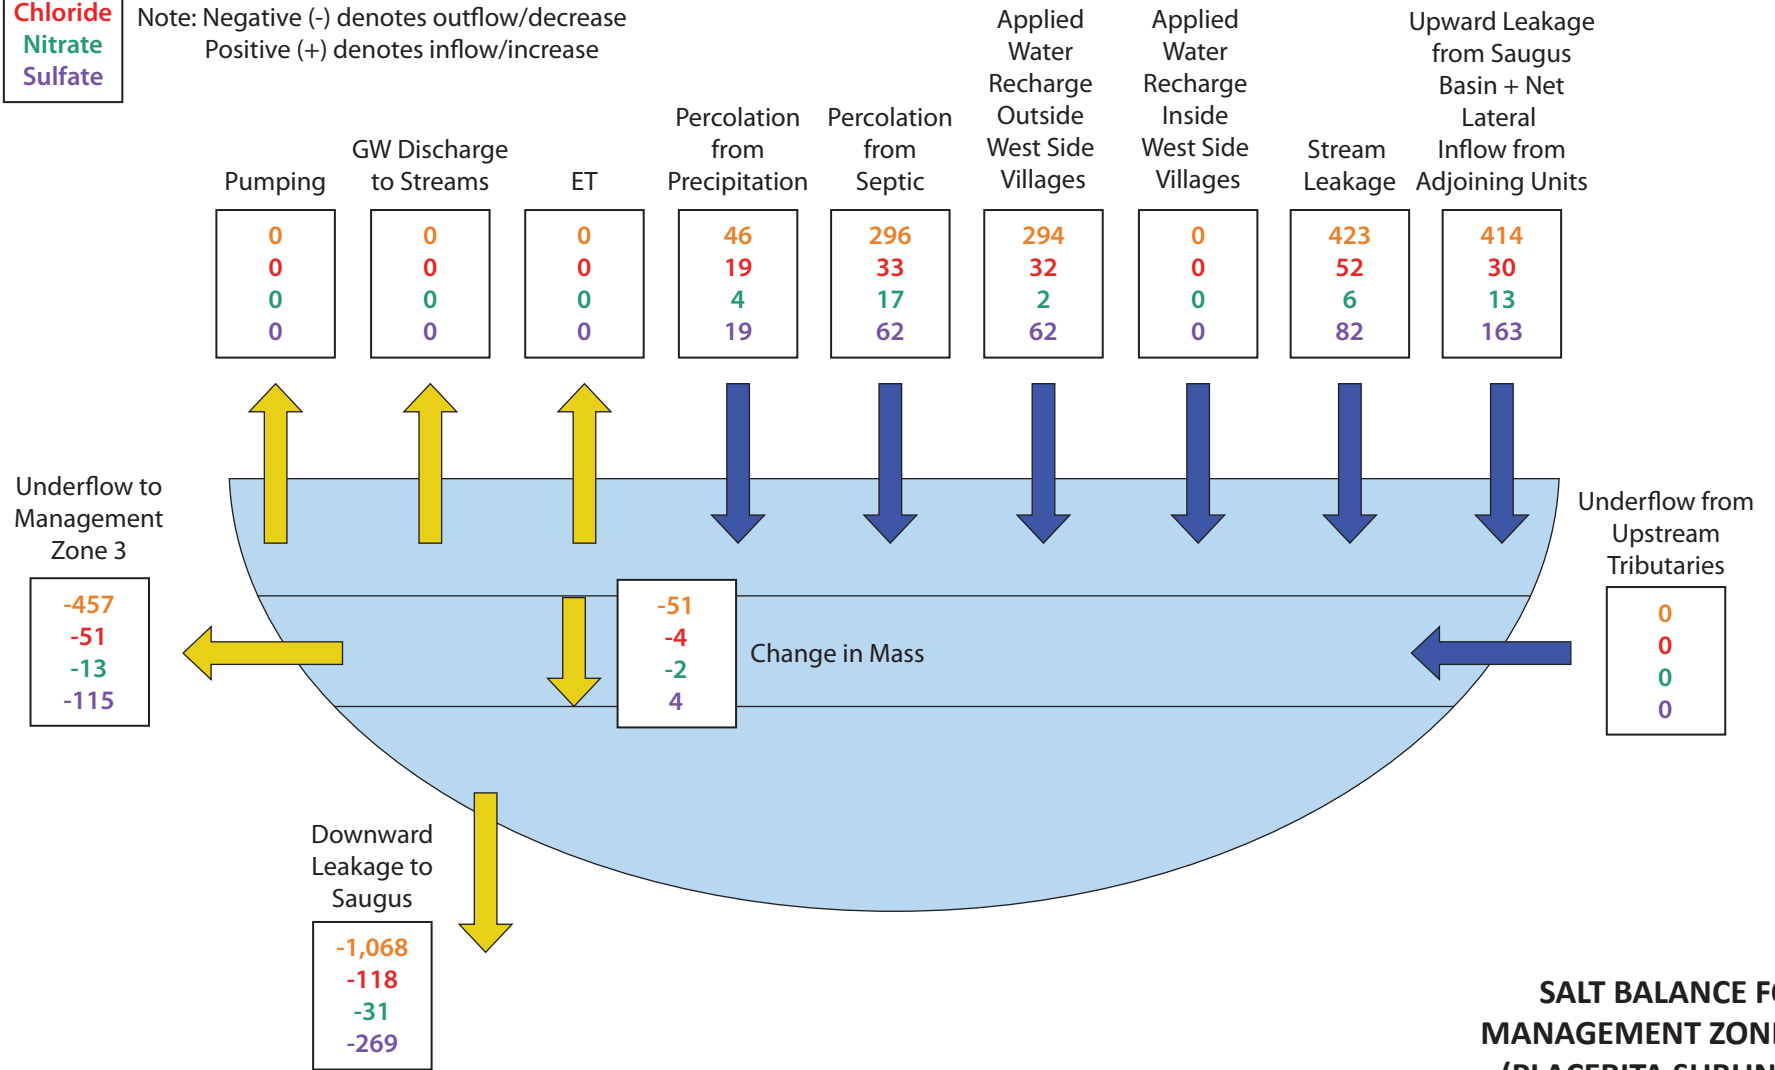 Chloride
Nitrate
Sulfate
Note: Negative (-) denotes outflow/decrease
Positive (+) denotes inflow/increase
Pumping
GW Discharge
to Streams
ET
Percolation
from
Precipitation
Percolation
from
Septic
Applied
Water
Recharge
Outside
West Side
Villages
Applied
Water
Recharge
Inside
West Side
Villages
Stream
Leakage
Upward Leakage
from Saugus
Basin + Net
Lateral
Inflow from
Adjoining Units
0
0
0
0
0
0
0
0
0
0
0
0
46
19
4
19
296
33
17
62
294
32
2
62
0
0
0
0
423
52
6
82
414
30
13
163
Underflow to
Management
Zone 3
-457
-51
-13
-115
-51
-4
-2
4
Change in Mass
Underflow from
Upstream
Tributaries
0
0
0
0
Downward
Leakage to
Saugus
-1,068
-118
-31
-269
SALT BALANCE
MANAGEMENT
(PLACERITA